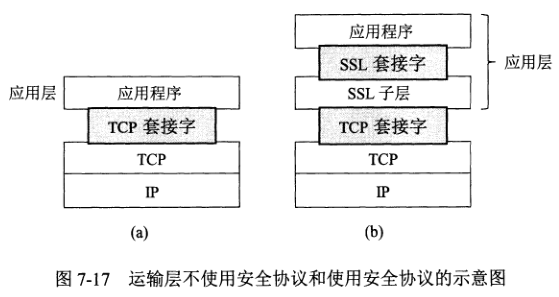 应用层
应用程序
TCP 套接字
TCP
IP
(a)
应用程序
SSL 套接字
SSL 子层
TCP 套接字
TCP
IP
(b)
应用层
图 7-17 运输层不使用安全协议和使用安全协议的示意图